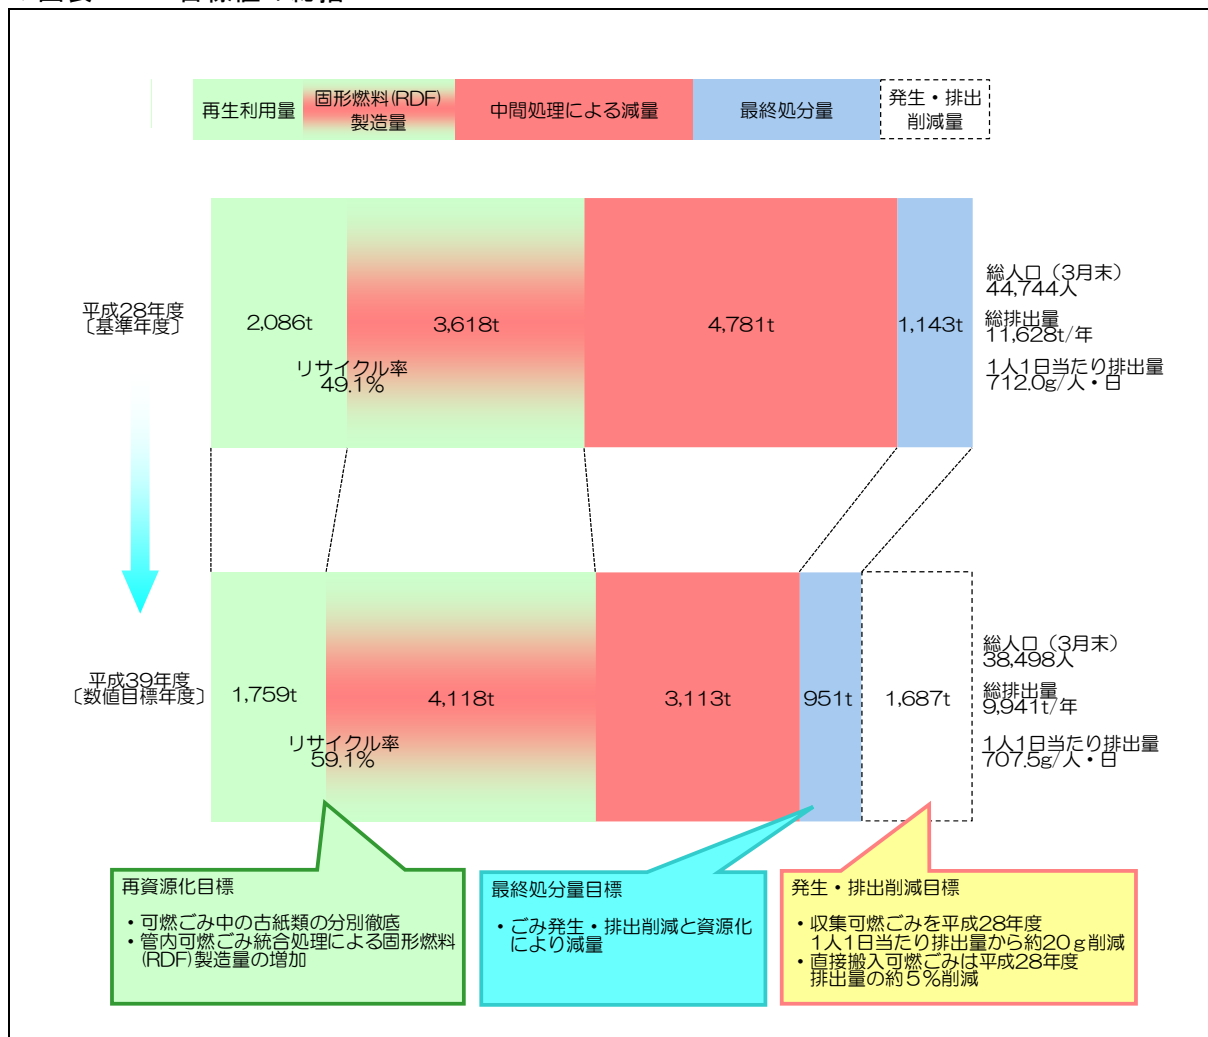 再生利用量
固形燃料(RDF)
製造量
中間処理による減量
最終処分量
発生・排出
削減量
平成28年度
〔基準年度〕
2,086t
3,618t
4,781t
1,143t
リサイクル率
49.1%
総人口（3月末）
44,744人
総排出量
11,628t/年
1人1日当たり排出量
712.0g/人・日
平成39年度
〔数値目標年度〕
1,759t
4,118t
3,113t
951t
1,687t
リサイクル率
59.1%
総人口（3月末）
38,498人
総排出量
9,941t/年
1人1日当たり排出量
707.5g/人・日
再資源化目標
・可燃ごみ中の古紙類の分別徹底
・管内可燃ごみ統合処理による固形燃料
(RDF)製造量の増加
最終処分量目標
・ごみ発生・排出削減と資源化
により減量
発生・排出削減目標
・収集可燃ごみを平成28年度
1人1日当たり排出量から約20ｇ削減
・直接搬入可燃ごみは平成28年度
排出量の約５％削減